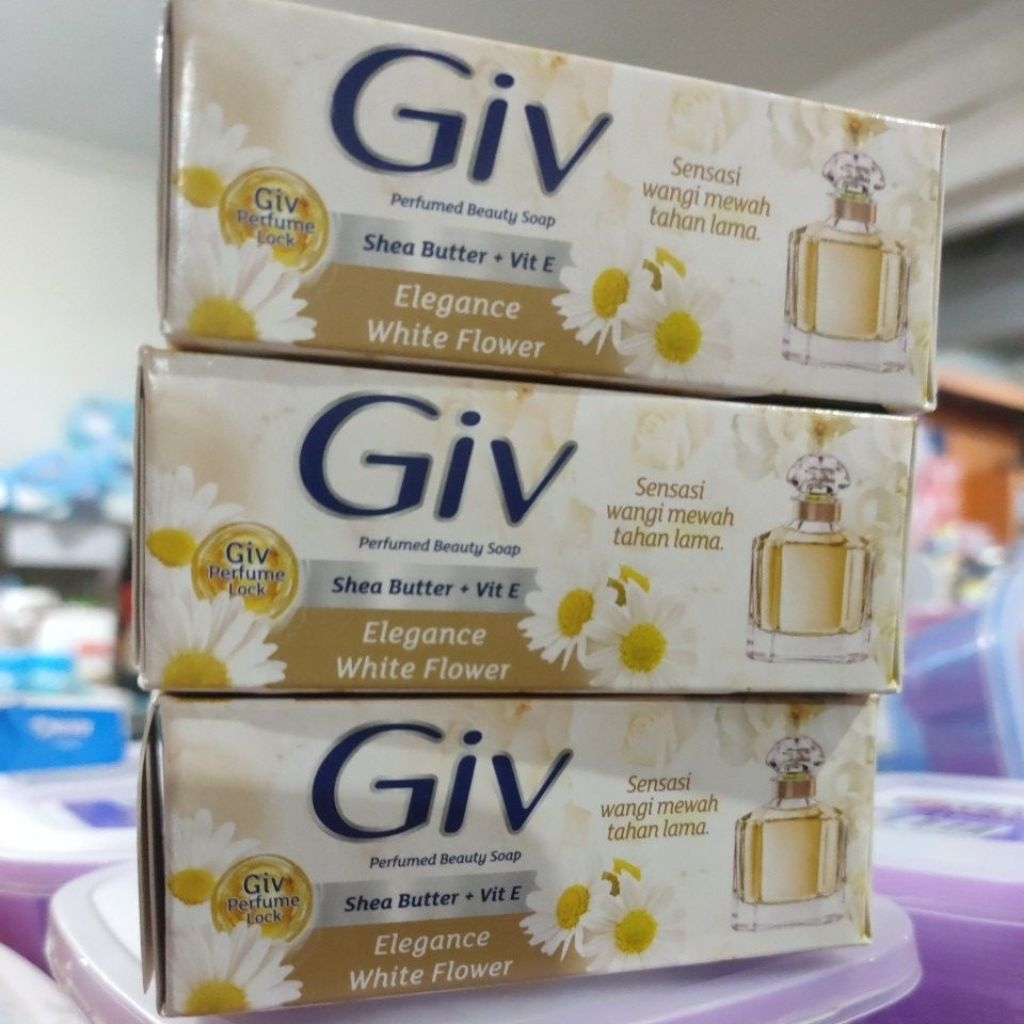 Giv
Perfumed Beauty Soap
Giv
Perfume
Lock
Shea Butter + Vit E
Elegance
White Flower
Sensasi
wangi mewah
tahan lama.
Giv
Perfumed Beauty Soap
Giv
Perfume
Lock
Shea Butter + Vit E
Elegance
White Flower
Sensasi
wangi mewah
tahan lama.
Giv
Perfumed Beauty Soap
Giv
Perfume
Lock
Shea Butter + Vit E
Elegance
White Flower
Sensasi
wangi mewah
tahan lama.